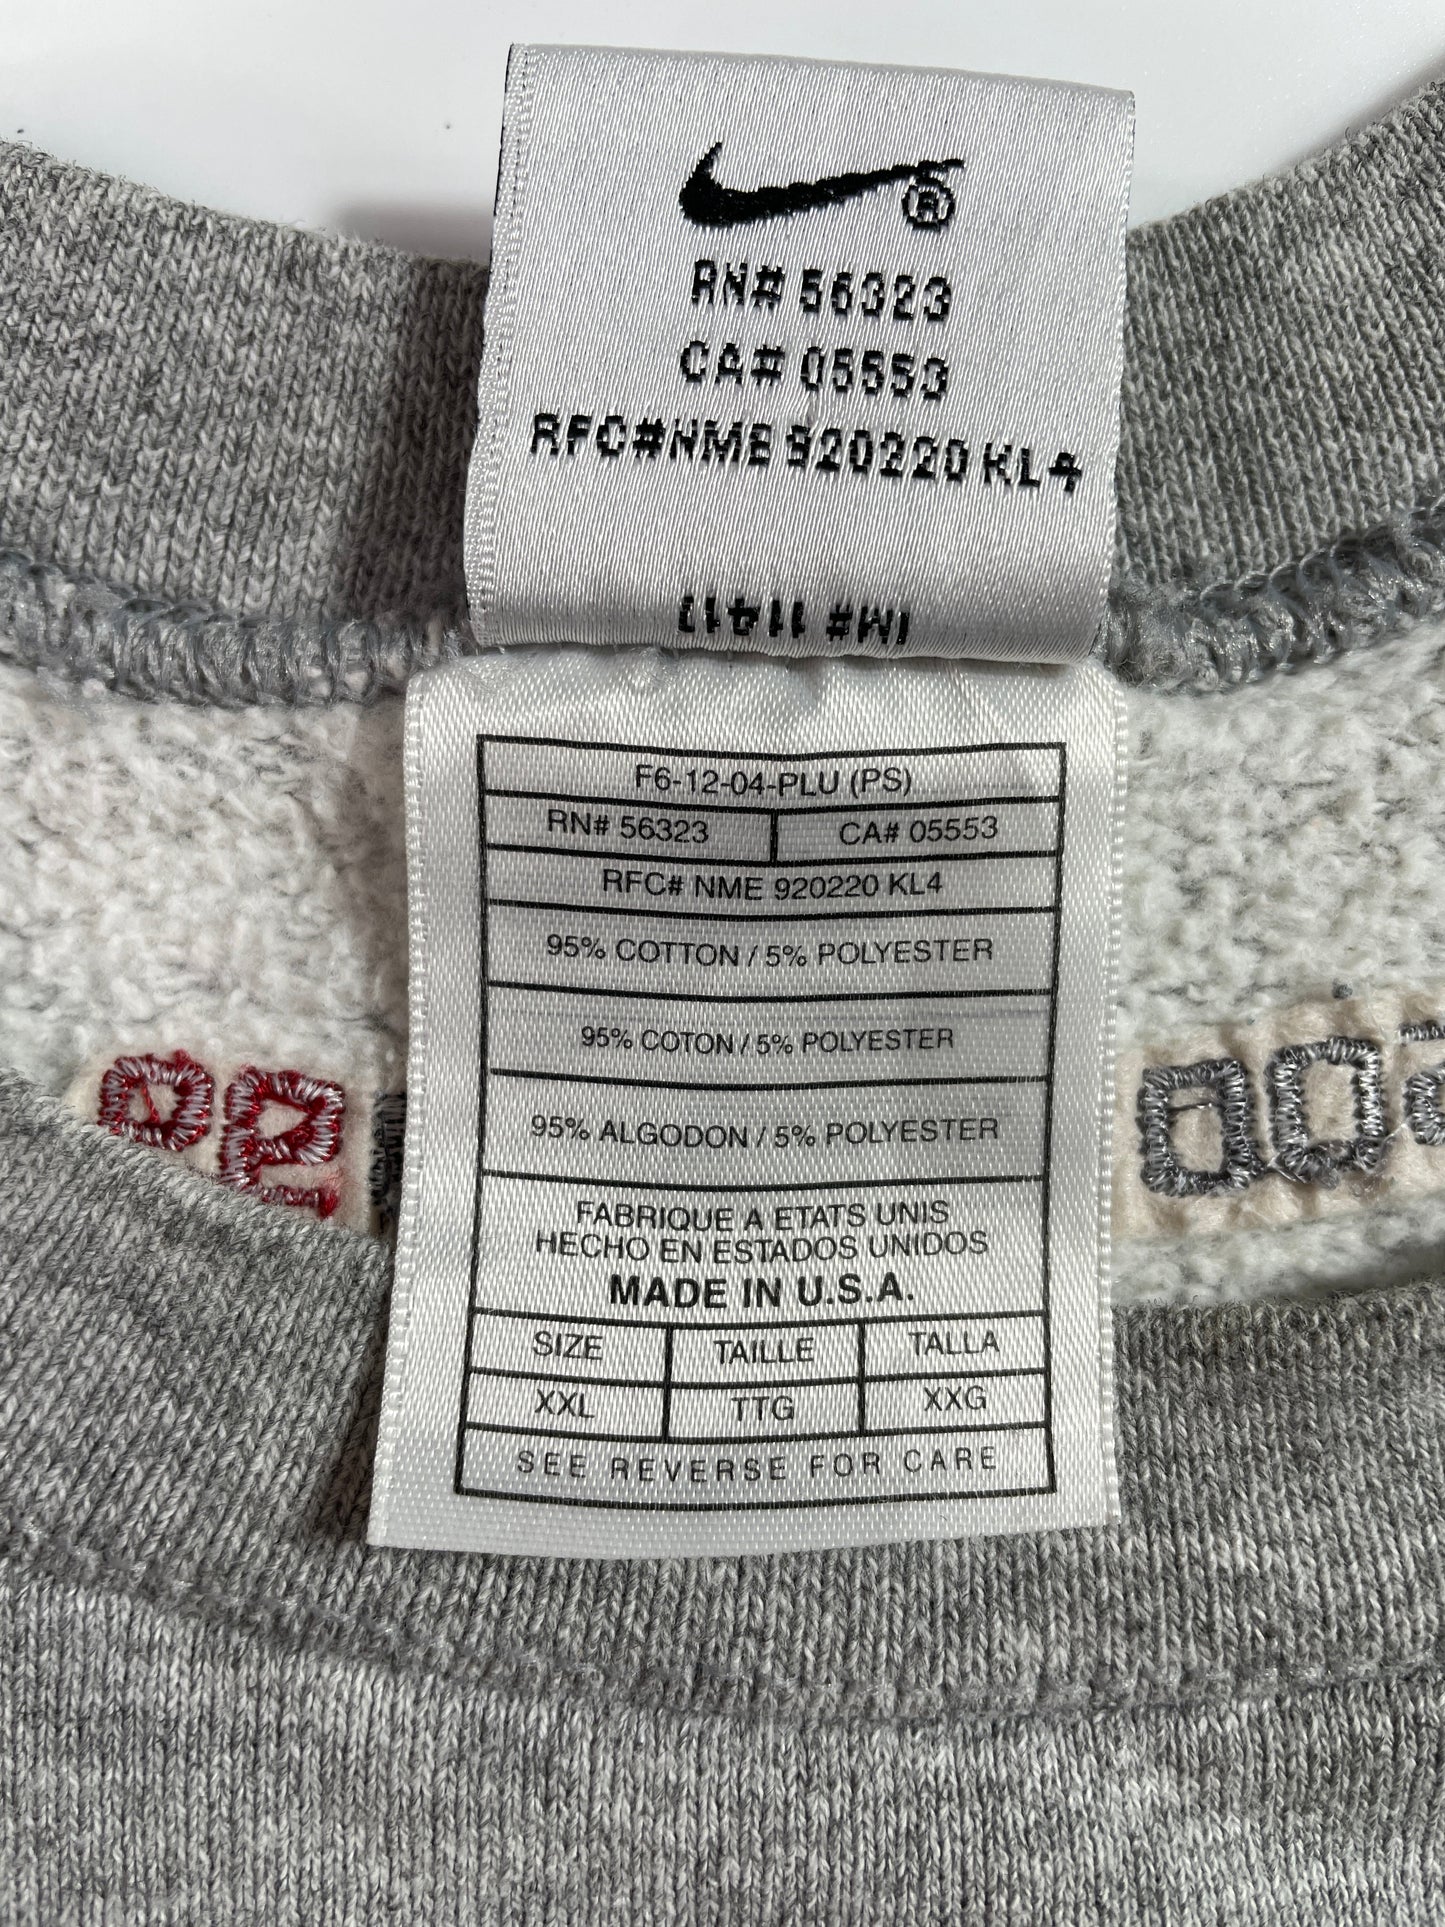 ®
RN# 56323
CA# 05553
RFC#NME 920220 KL4
IM# 11417
F6-12-04-PLU (PS)
RN# 56323 CA# 05553
RFC# NME 920220 KL4
95% COTTON / 5% POLYESTER
95% COTON / 5% POLYESTER
95% ALGODON / 5% POLYESTER
FABRIQUE A ETATS UNIS
HECHO EN ESTADOS UNIDOS
MADE IN U.S.A.
SIZE TAILLE TALLA
XXL TTG XXG
SEE REVERSE FOR CARE